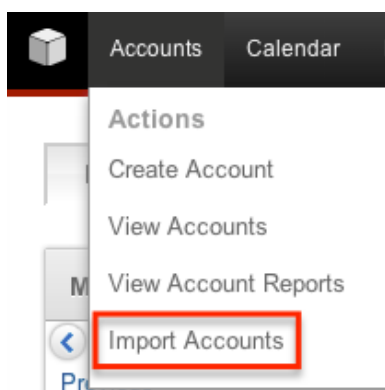 Accounts Calendar
Actions
Create Account
View Accounts
View Account Reports
Import Accounts